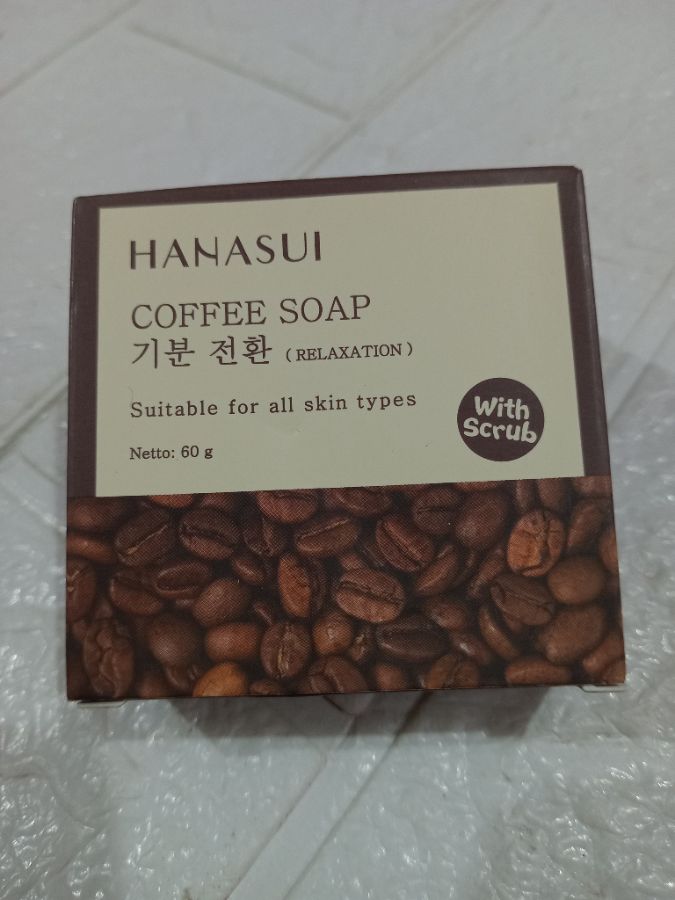 HANASUI
COFFEE SOAP
기분 전환 (RELAXATION)
Suitable for all skin types
Netto: 60 g
With
Scrub